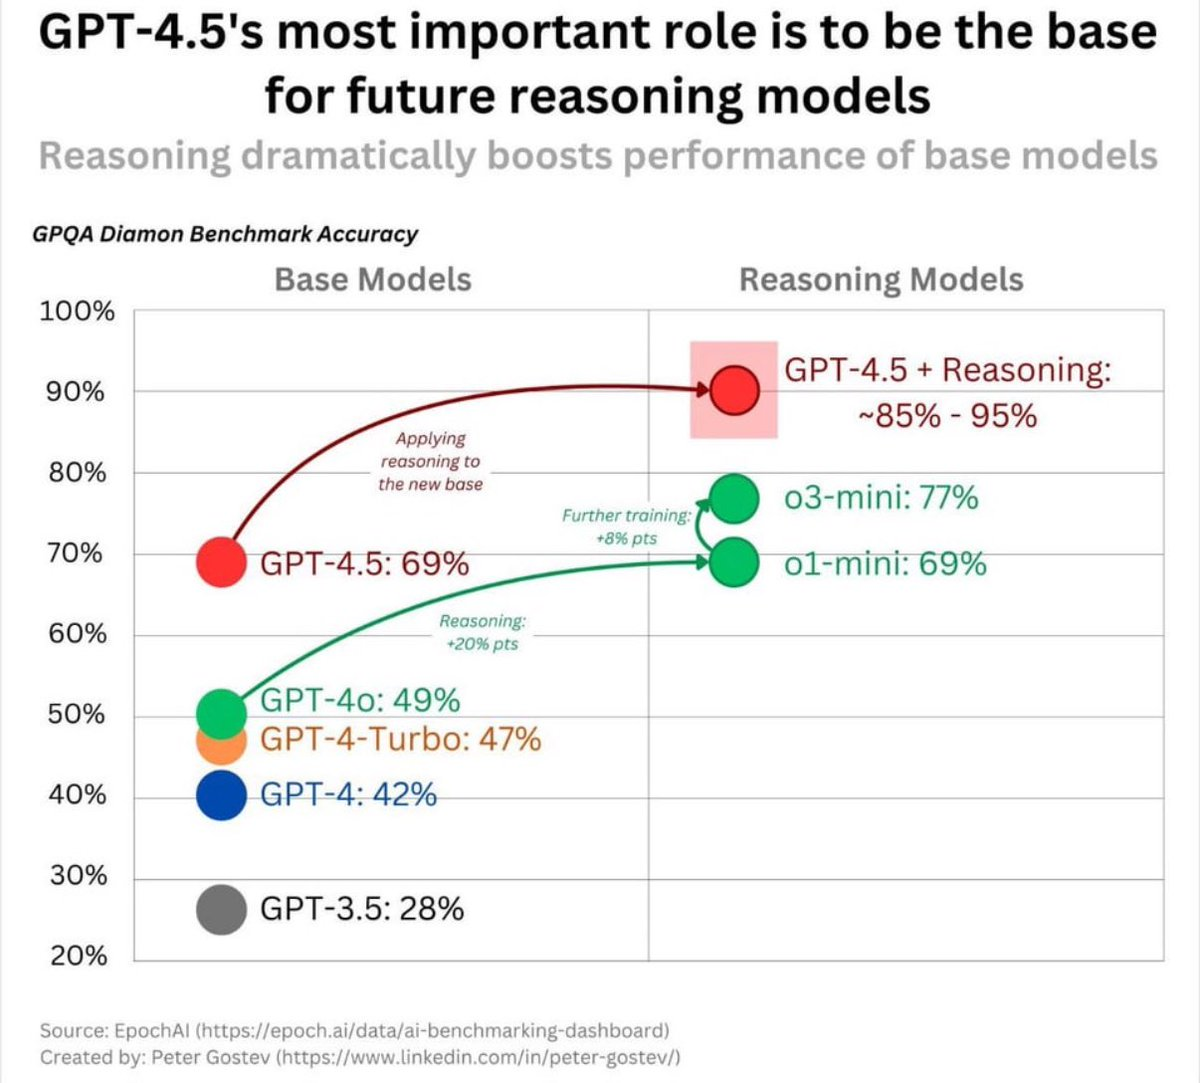 GPT-4.5's most important role is to be the base
for future reasoning models
Reasoning dramatically boosts performance of base models
GPQA Diamon Benchmark Accuracy
Base Models
Reasoning Models
100%
90%
80%
70%
60%
50%
40%
30%
20%
GPT-4.5 + Reasoning:
~85% - 95%
Applying
reasoning to
the new base
o3-mini: 77%
Further training:
+8% pts
GPT-4.5: 69%
o1-mini: 69%
Reasoning:
+20% pts
GPT-4o: 49%
GPT-4-Turbo: 47%
GPT-4: 42%
GPT-3.5: 28%
Source: EpochAI (https://epoch.ai/data/ai-benchmarking-dashboard)
Created by: Peter Gostev (https://www.linkedin.com/in/peter-gostev/)